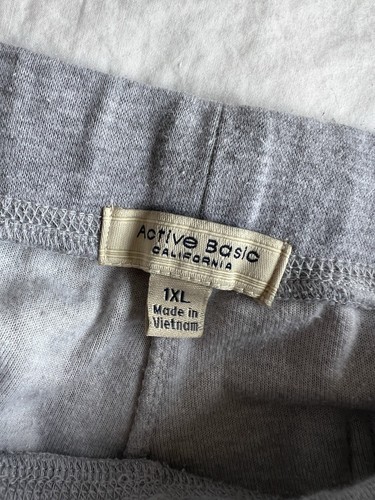 Active Basic
CALIFORNIA
1XL
Made in
Vietnam